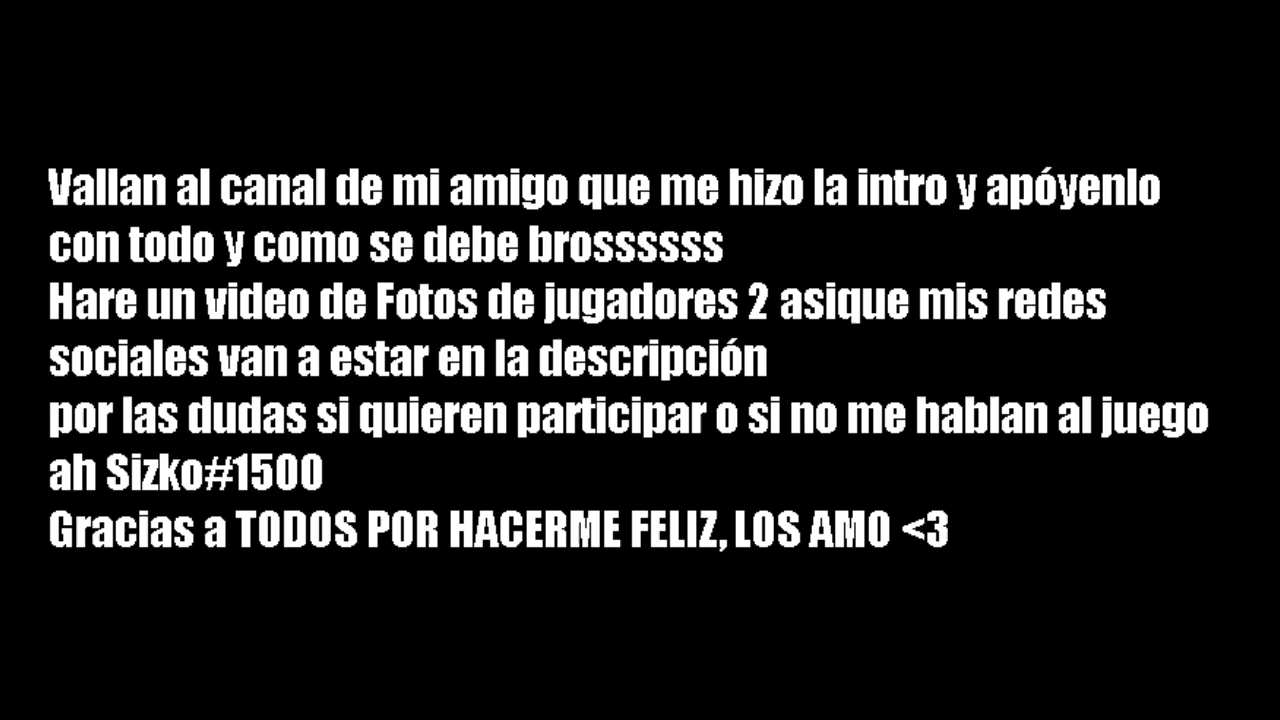 Vallan al canal de mi amigo que me hizo la intro y apóyenlo
con todo y como se debe brossssss
Hare un video de Fotos de jugadores 2 asique mis redes
sociales van a estar en la descripción
por las dudas si quieren participar o si no me hablan al juego
ah Sizko#1500
Gracias a TODOS POR HACERME FELIZ, LOS AMO <3